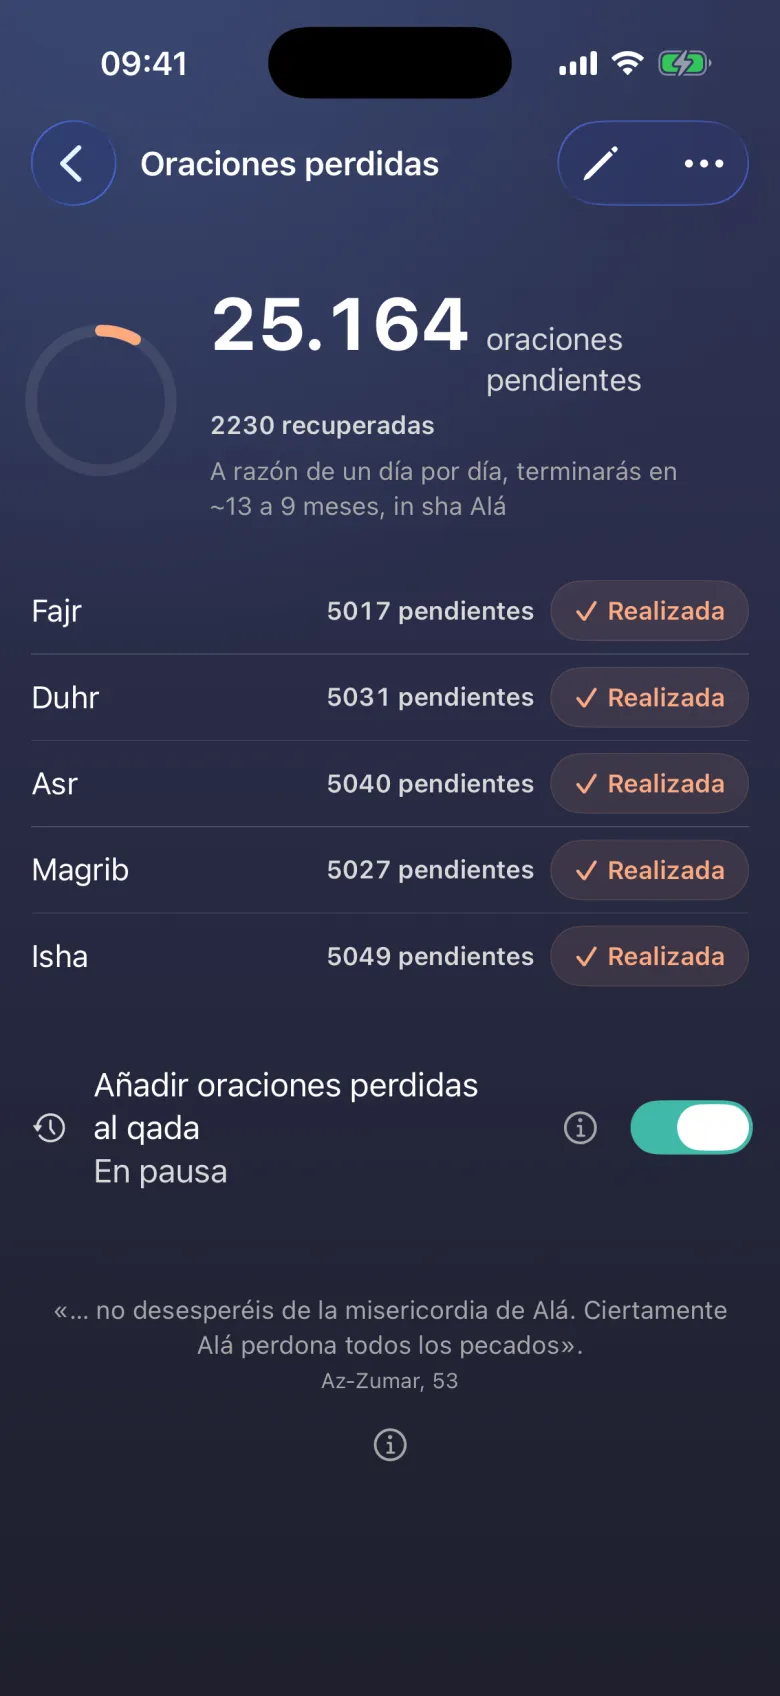 09:41
Oraciones perdidas
25.164 oraciones
pendientes
2230 recuperadas
A razón de un día por día, terminarás en
~13 a 9 meses, in sha Alá
Fajr 5017 pendientes ✓ Realizada
Duhr 5031 pendientes ✓ Realizada
Asr 5040 pendientes ✓ Realizada
Magrib 5027 pendientes ✓ Realizada
Isha 5049 pendientes ✓ Realizada
Añadir oraciones perdidas
al qada
En pausa
«... no desesperéis de la misericordia de Alá. Ciertamente
Alá perdona todos los pecados».
Az-Zumar, 53